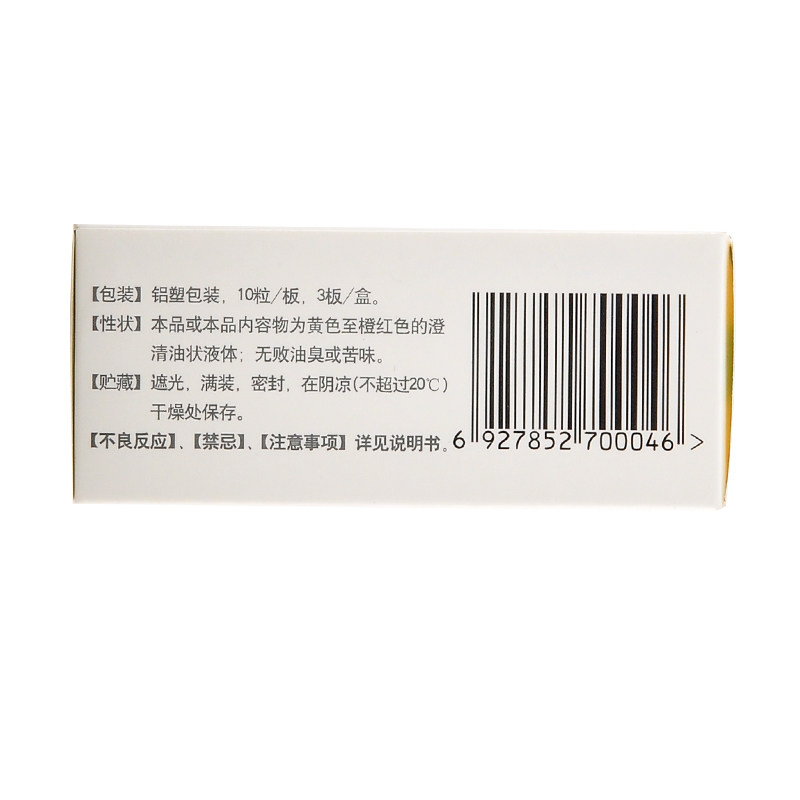 【包装】铝塑包装，10粒/板，3板/盒。
【性状】本品或本品内容物为黄色至橙红色的澄
清油状液体；无败油臭或苦味。
【贮藏】遮光，满装，密封，在阴凉(不超过20℃)
干燥处保存。
【不良反应】、【禁忌】、【注意事项】详见说明书。
6 927852 700046 >